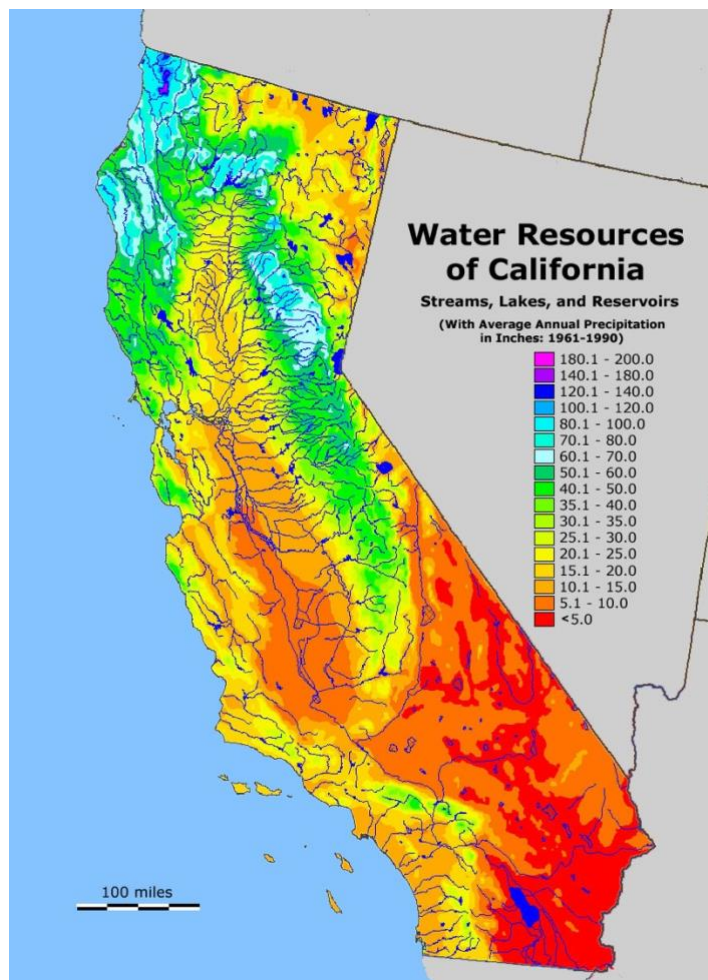 Water Resources
of California
Streams, Lakes, and Reservoirs
(With Average Annual Precipitation
in Inches: 1961-1990)
180.1 - 200.0
140.1 - 180.0
120.1 - 140.0
100.1 - 120.0
80.1 - 100.0
70.1 - 80.0
60.1 - 70.0
50.1 - 60.0
40.1 - 50.0
35.1 - 40.0
30.1 - 35.0
25.1 - 30.0
20.1 - 25.0
15.1 - 20.0
10.1 - 15.0
5.1 - 10.0
<5.0
100 miles